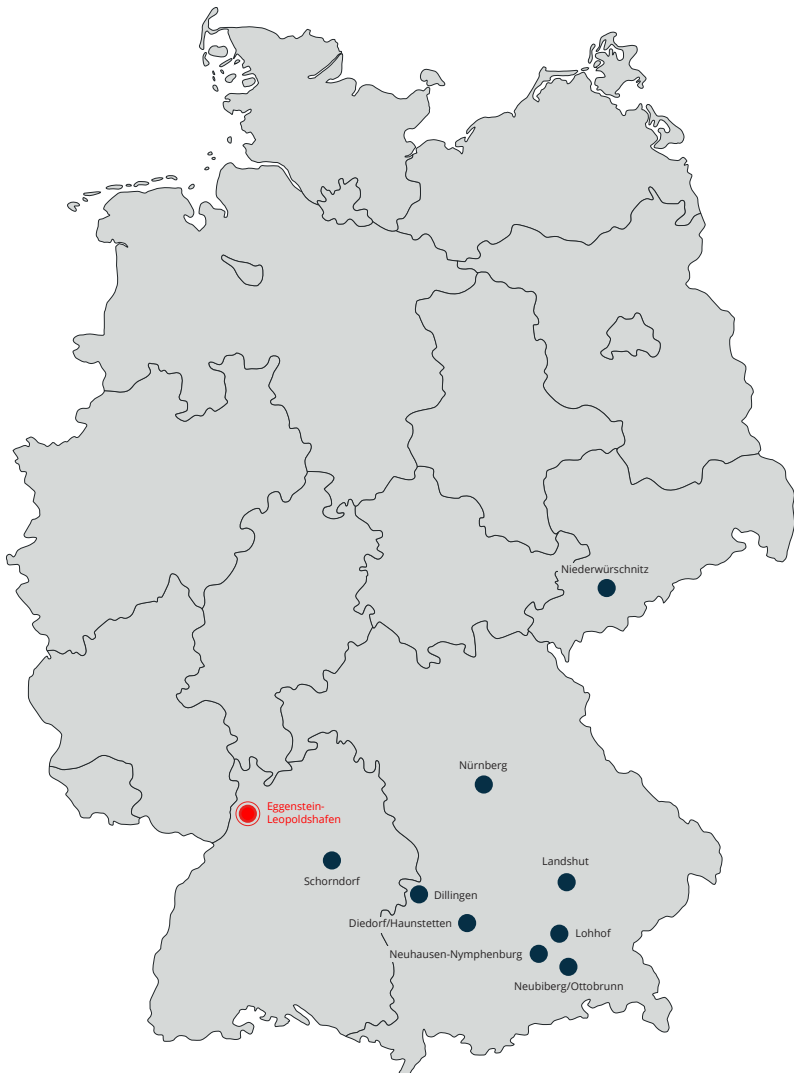 Niederwürschnitz
Nürnberg
Eggenstein-
Leopoldshafen
Landshut
Schorndorf
Dillingen
Diedorf/Haunstetten
Lohhof
Neuhausen-Nymphenburg
Neubiberg/Ottobrunn